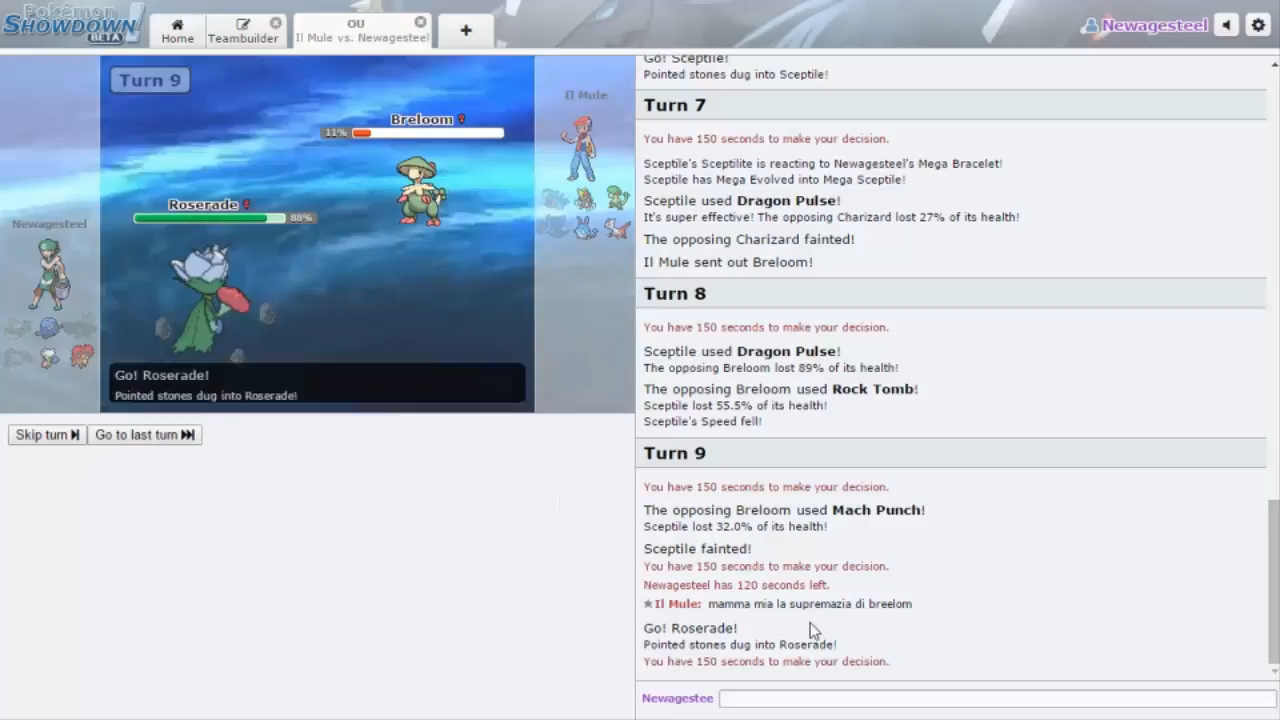 Pokémon
SHOWDOWN
BETA
Home
Teambuilder
OU
Il Mule vs. Newagesteel
+
Newagesteel
Turn 9
Breloom
11%
Roserade
88%
Il Mule
Newagesteel
Go! Roserade!
Pointed stones dug into Roserade!
Skip turn
Go to last turn
Go! Sceptile!
Pointed stones dug into Sceptile!
Turn 7
You have 150 seconds to make your decision.
Sceptile's Sceptilite is reacting to Newagesteel's Mega Bracelet!
Sceptile has Mega Evolved into Mega Sceptile!
Sceptile used Dragon Pulse!
It's super effective! The opposing Charizard lost 27% of its health!
The opposing Charizard fainted!
Il Mule sent out Breloom!
Turn 8
You have 150 seconds to make your decision.
Sceptile used Dragon Pulse!
The opposing Breloom lost 89% of its health!
The opposing Breloom used Rock Tomb!
Sceptile lost 55.5% of its health!
Sceptile's Speed fell!
Turn 9
You have 150 seconds to make your decision.
The opposing Breloom used Mach Punch!
Sceptile lost 32.0% of its health!
Sceptile fainted!
You have 150 seconds to make your decision.
Newagesteel has 120 seconds left.
★Il Mule: mamma mia la supremazia di breelom
Go! Roserade!
Pointed stones dug into Roserade!
You have 150 seconds to make your decision.
Newagestee